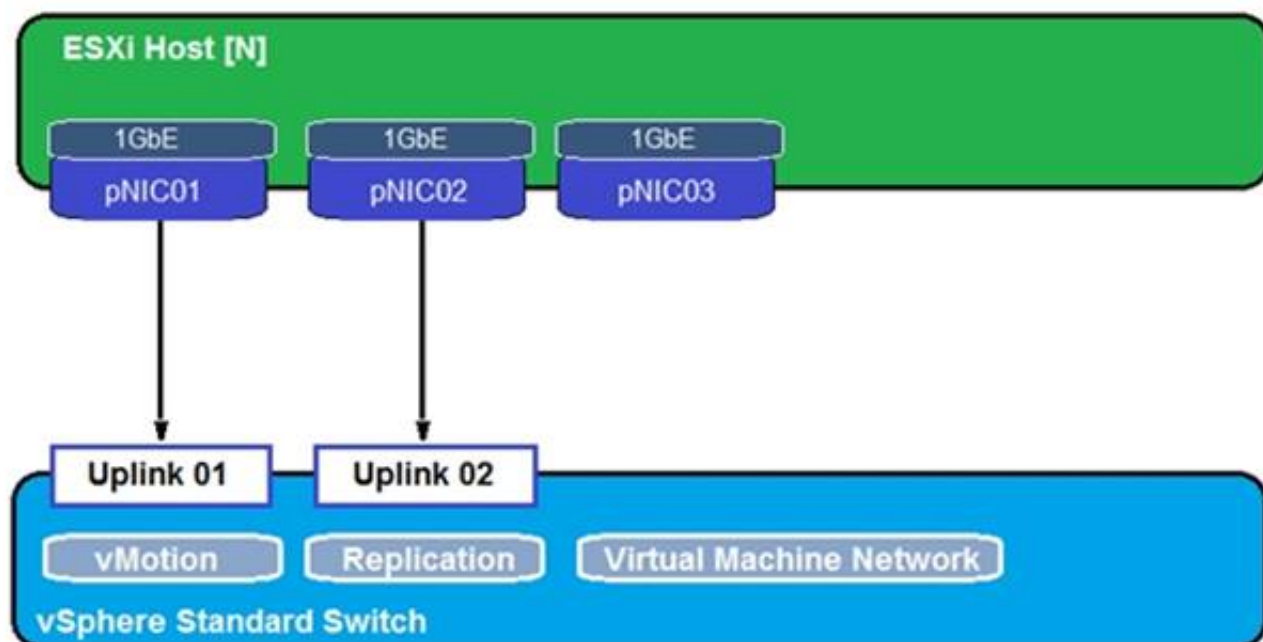 ESXi Host [N]
1GbE 1GbE 1GbE
pNIC01 pNIC02 pNIC03
Uplink 01 Uplink 02
vMotion Replication Virtual Machine Network
vSphere Standard Switch